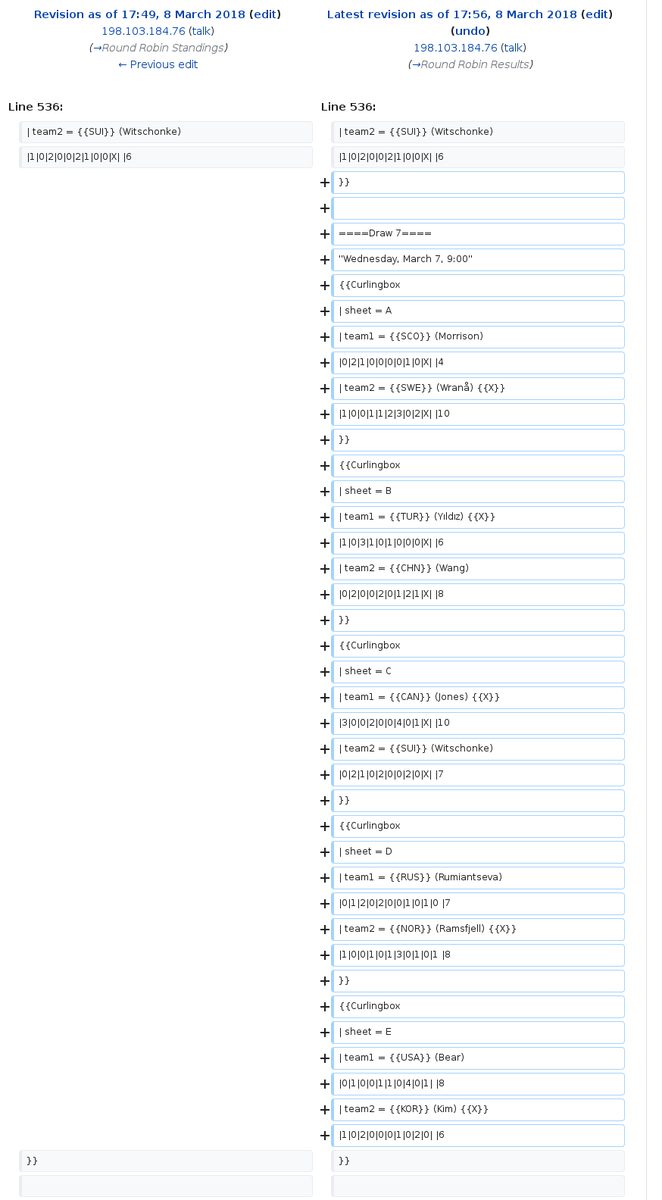 Revision as of 17:49, 8 March 2018 (edit)
198.103.184.76 (talk)
(→Round Robin Standings)
← Previous edit
Latest revision as of 17:56, 8 March 2018 (edit)
(undo)
198.103.184.76 (talk)
(→Round Robin Results)
Line 536:
Line 536:
| team2 = {{SUI}} (Witschonke)
| team2 = {{SUI}} (Witschonke)
|1|0|2|0|0|2|1|0|0|X| |6
|1|0|2|0|0|2|1|0|0|X| |6
+ }}
+
+ ====Draw 7====
+ ''Wednesday, March 7, 9:00''
+ {{Curlingbox
+ | sheet = A
+ | team1 = {{SCO}} (Morrison)
+ |0|2|1|0|0|0|0|1|0|X| |4
+ | team2 = {{SWE}} (Wranå) {{X}}
+ |1|0|0|1|1|2|3|0|2|X| |10
+ }}
+ {{Curlingbox
+ | sheet = B
+ | team1 = {{TUR}} (Yıldız) {{X}}
+ |1|0|3|1|0|1|0|0|0|X| |6
+ | team2 = {{CHN}} (Wang)
+ |0|2|0|0|2|0|1|2|1|X| |8
+ }}
+ {{Curlingbox
+ | sheet = C
+ | team1 = {{CAN}} (Jones) {{X}}
+ |3|0|0|2|0|0|4|0|1|X| |10
+ | team2 = {{SUI}} (Witschonke)
+ |0|2|1|0|2|0|0|2|0|X| |7
+ }}
+ {{Curlingbox
+ | sheet = D
+ | team1 = {{RUS}} (Rumiantseva)
+ |0|1|2|0|2|0|0|1|0|1|0 |7
+ | team2 = {{NOR}} (Ramsfjell) {{X}}
+ |1|0|0|1|0|1|3|0|1|0|1 |8
+ }}
+ {{Curlingbox
+ | sheet = E
+ | team1 = {{USA}} (Bear)
+ |0|1|0|0|1|1|0|4|0|1| |8
+ | team2 = {{KOR}} (Kim) {{X}}
+ |1|0|2|0|0|0|1|0|2|0| |6
}}
}}